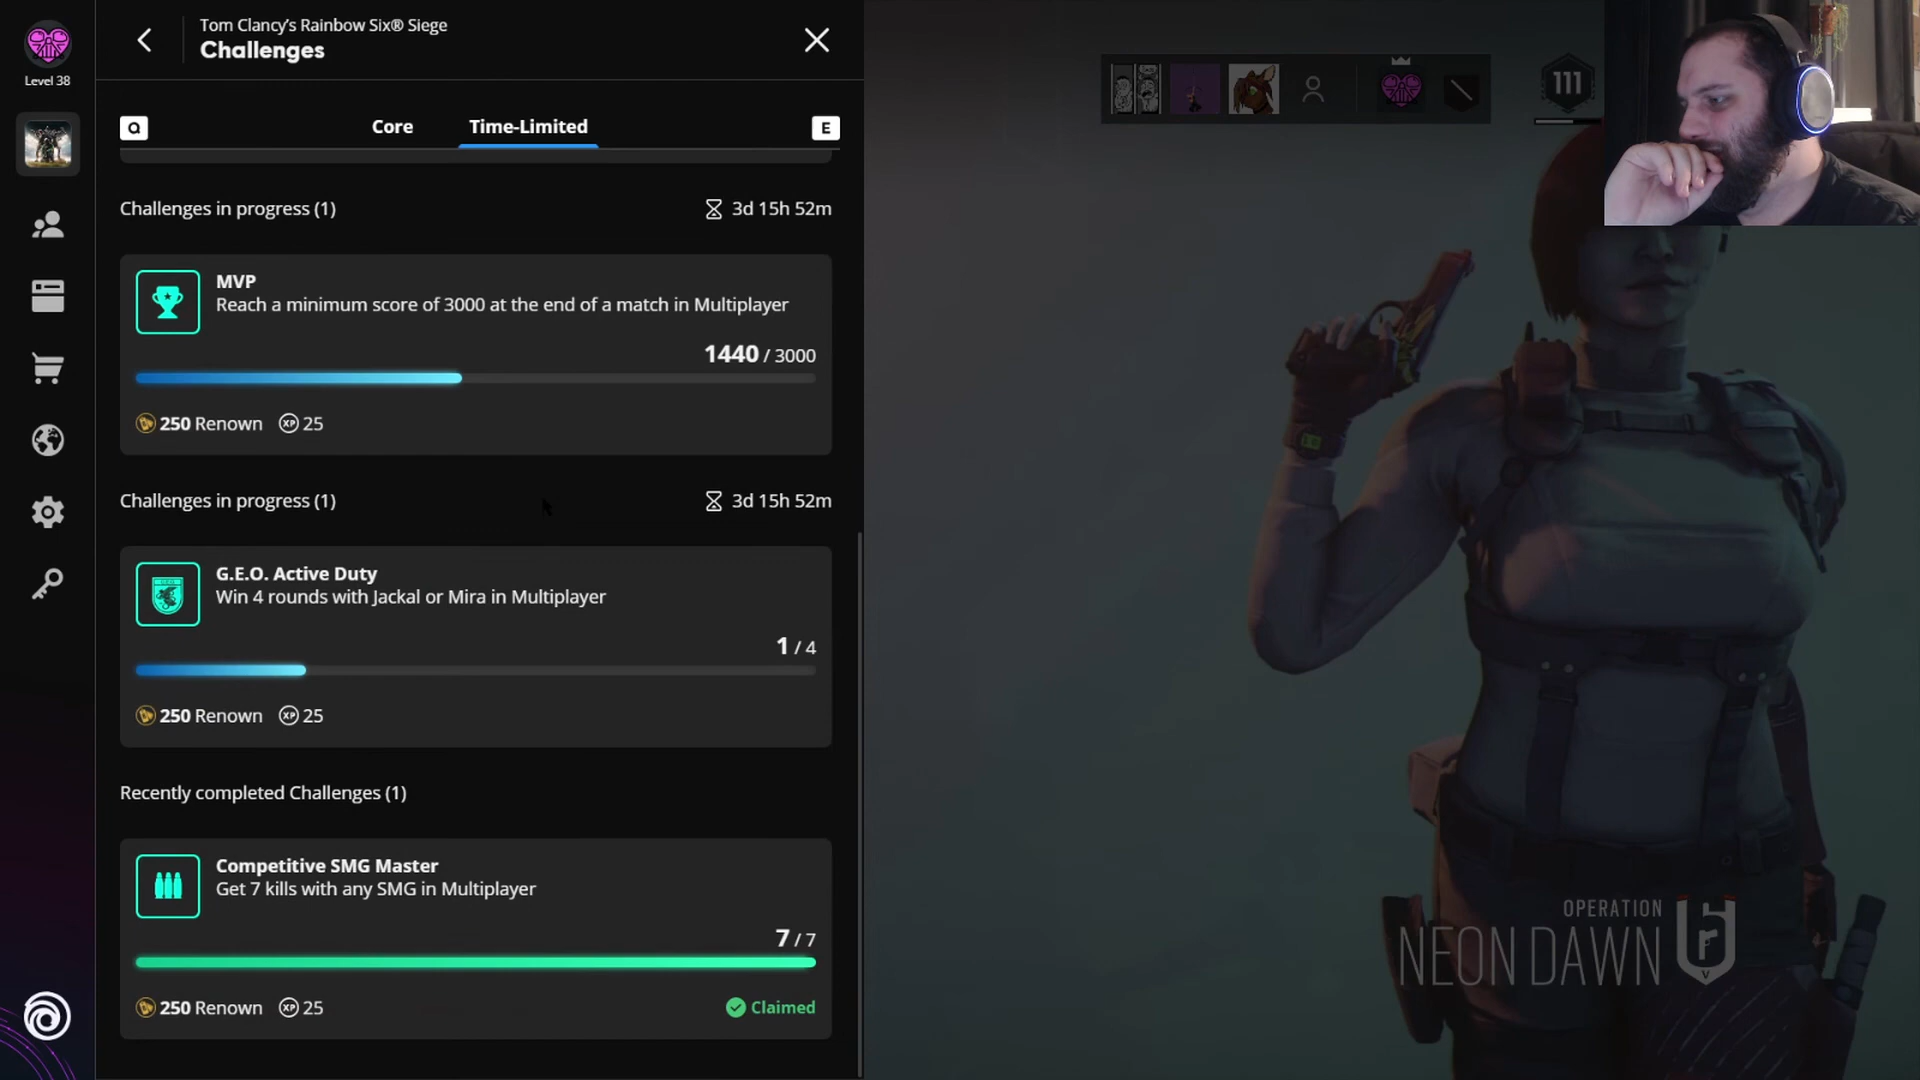 Level 38
Tom Clancy's Rainbow Six® Siege
Challenges
Q
Core
Time-Limited
E
Challenges in progress (1)
3d 15h 52m
MVP
Reach a minimum score of 3000 at the end of a match in Multiplayer
1440 / 3000
250 Renown XP 25
Challenges in progress (1)
3d 15h 52m
G.E.O. Active Duty
Win 4 rounds with Jackal or Mira in Multiplayer
1 / 4
250 Renown XP 25
Recently completed Challenges (1)
Competitive SMG Master
Get 7 kills with any SMG in Multiplayer
7 / 7
250 Renown XP 25
Claimed
111
OPERATION
NEON DAWN
6
V